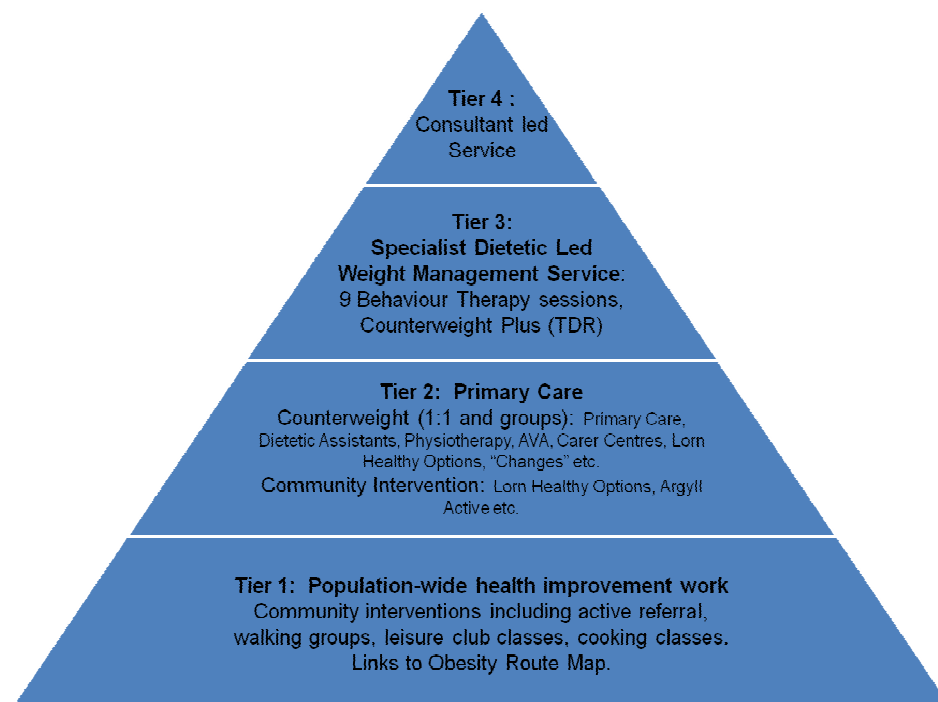 Tier 4 :
Consultant led
Service
Tier 3:
Specialist Dietetic Led
Weight Management Service:
9 Behaviour Therapy sessions,
Counterweight Plus (TDR)
Tier 2: Primary Care
Counterweight (1:1 and groups): Primary Care,
Dietetic Assistants, Physiotherapy, AVA, Carer Centres, Lorn
Healthy Options, “Changes” etc.
Community Intervention: Lorn Healthy Options, Argyll
Active etc.
Tier 1: Population-wide health improvement work
Community interventions including active referral,
walking groups, leisure club classes, cooking classes.
Links to Obesity Route Map.